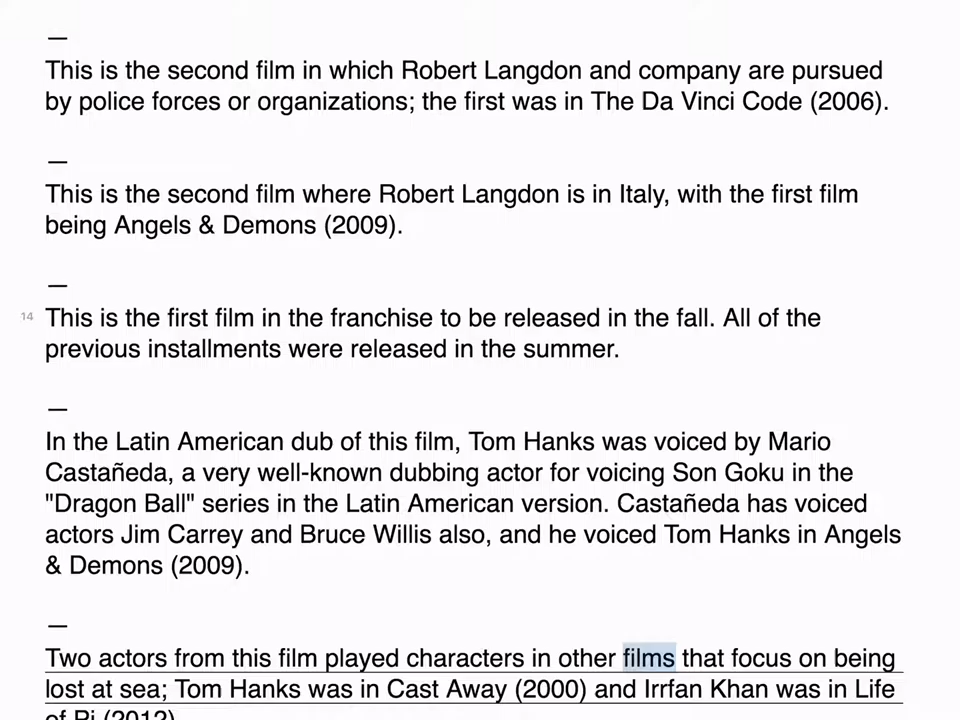 —
This is the second film in which Robert Langdon and company are pursued
by police forces or organizations; the first was in The Da Vinci Code (2006).
—
This is the second film where Robert Langdon is in Italy, with the first film
being Angels & Demons (2009).
—
14 This is the first film in the franchise to be released in the fall. All of the
previous installments were released in the summer.
—
In the Latin American dub of this film, Tom Hanks was voiced by Mario
Castañeda, a very well-known dubbing actor for voicing Son Goku in the
"Dragon Ball" series in the Latin American version. Castañeda has voiced
actors Jim Carrey and Bruce Willis also, and he voiced Tom Hanks in Angels
& Demons (2009).
—
Two actors from this film played characters in other films that focus on being
lost at sea; Tom Hanks was in Cast Away (2000) and Irrfan Khan was in Life
of Pi (2012)